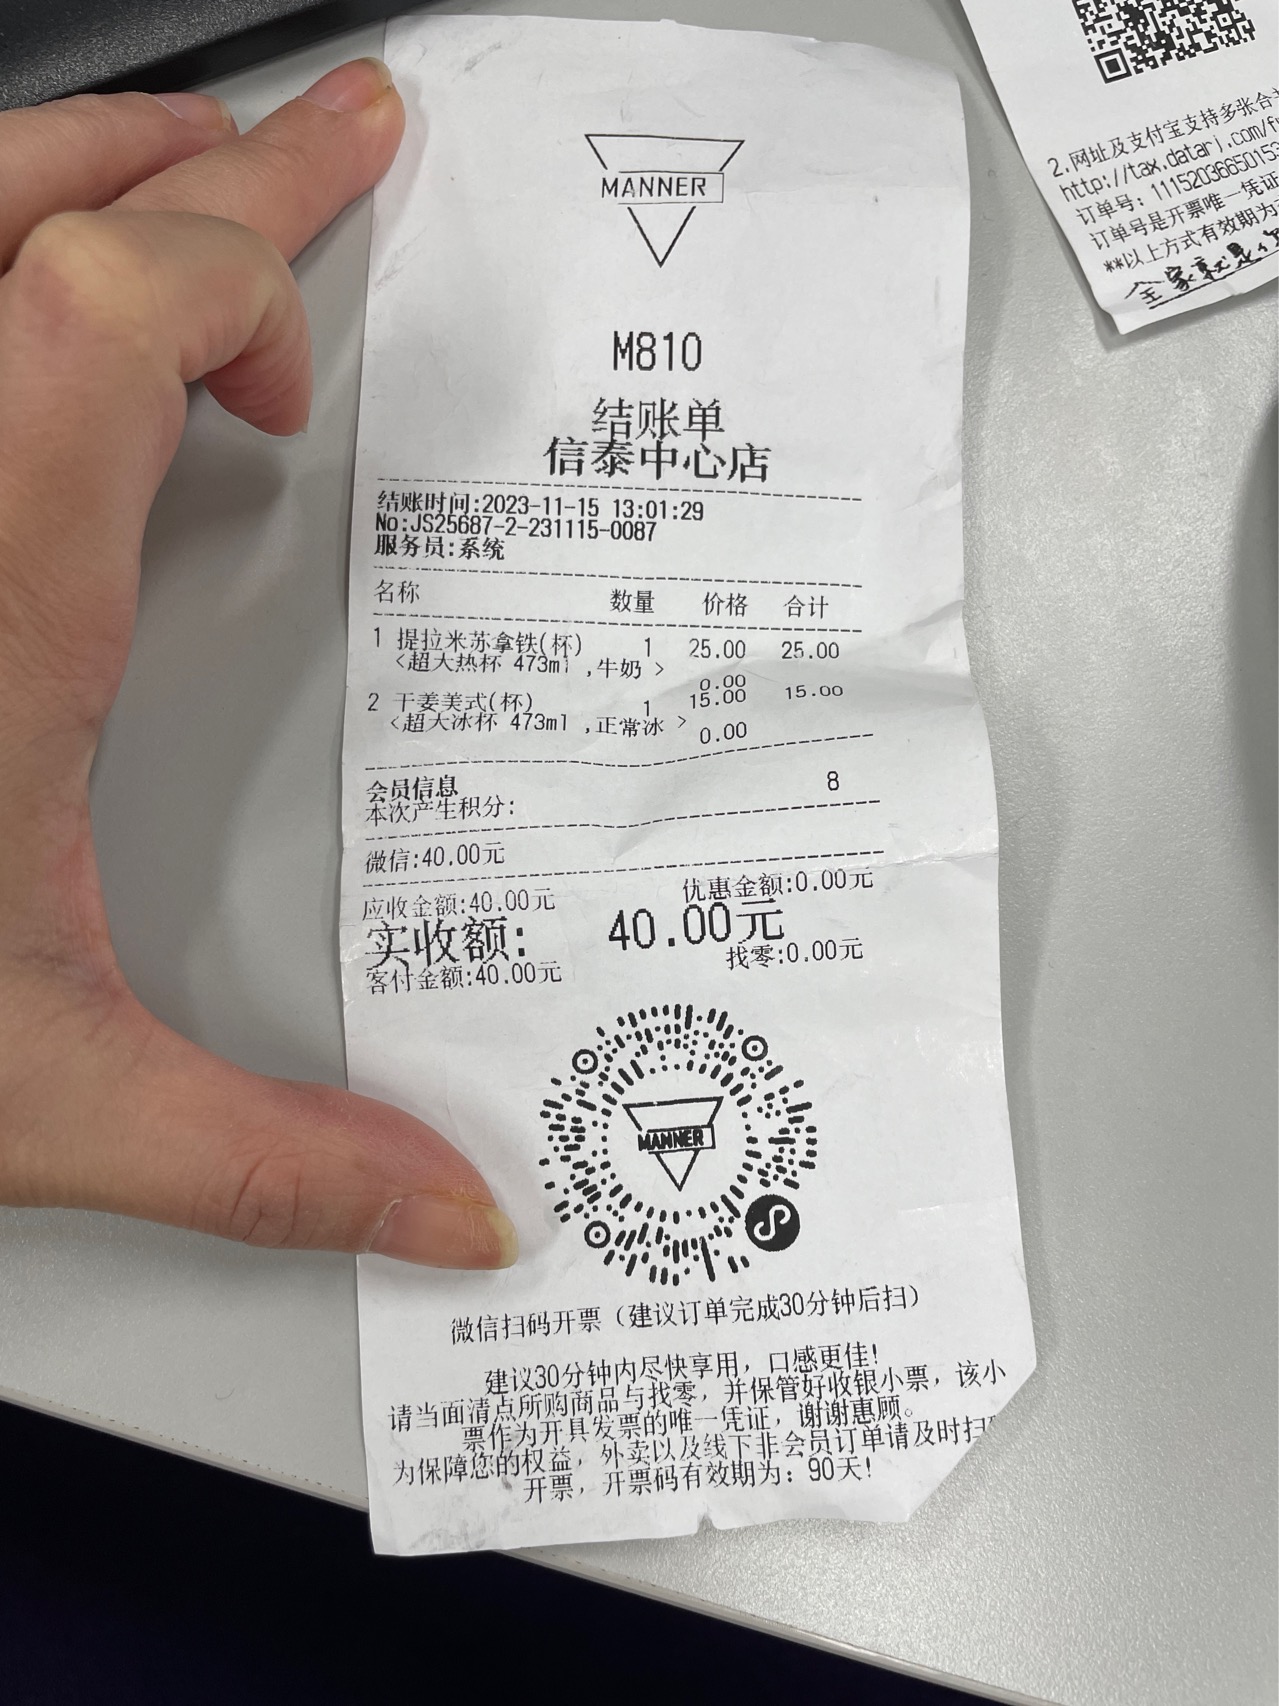 MANNER
M810
结账单
信泰中心店
结账时间:2023-11-15 13:01:29
No:JS25687-2-231115-0087
服务员:系统
名称 数量 价格 合计
1 提拉米苏拿铁(杯) 1 25.00 25.00
<超大热杯 473ml ,牛奶 >
0.00
2 干姜美式(杯) 1 15.00 15.00
<超大冰杯 473ml ,正常冰 >
0.00
会员信息
本次产生积分: 8
微信:40.00元
应收金额:40.00元 优惠金额:0.00元
实收额: 40.00元
客付金额:40.00元 找零:0.00元
MANNER
微信扫码开票（建议订单完成30分钟后扫）
建议30分钟内尽快享用，口感更佳!
请当面清点所购商品与找零，并保管好收银小票，该小
票作为开具发票的唯一凭证，谢谢惠顾。
为保障您的权益，外卖以及线下非会员订单请及时扫
开票，开票码有效期为：90天!
2.网址及支付宝支持多张合
http://tax.datarj.com/f
订单号：1115203665015
订单号是开票唯一凭证
**以上方式有效期为
全家就是